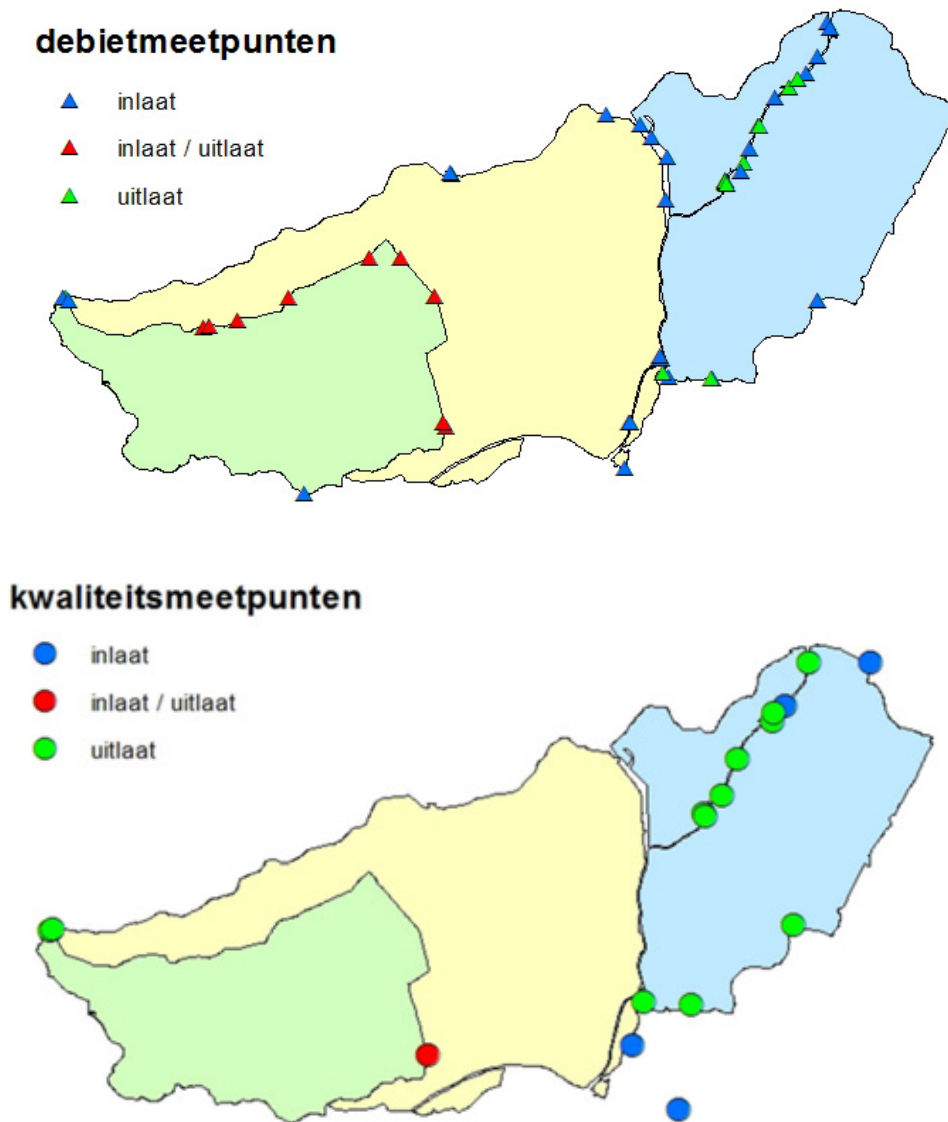 debietmeetpunten
inlaat
inlaat / uitlaat
uitlaat
kwaliteitsmeetpunten
inlaat
inlaat / uitlaat
uitlaat